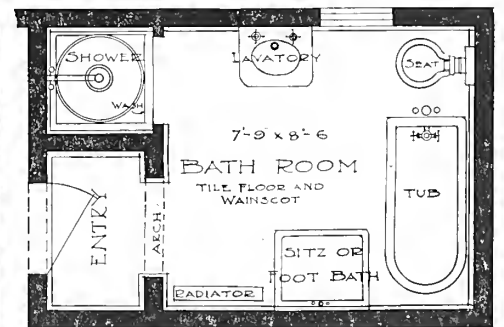 SHOWER
WASH
LAVATORY
SEAT
7'-9" x 8'-6
BATH ROOM
TILE FLOOR AND
WAINSCOT
TUB
ENTRY
ARCH
SITZ OR
FOOT BATH
RADIATOR